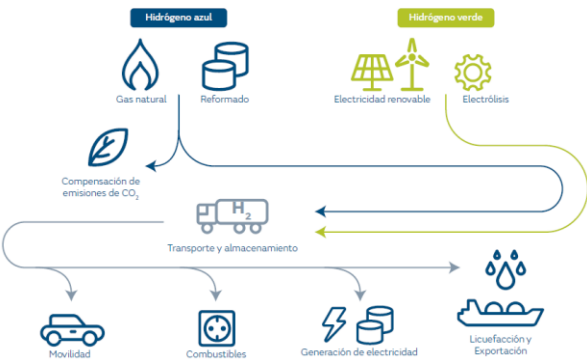 Hidrógeno azul
Hidrógeno verde
Gas natural
Reformado
Electricidad renovable
Electrólisis
Compensación de
emisiones de CO₂
H₂
Transporte y almacenamiento
Movilidad
Combustibles
Generación de electricidad
Licuefacción y
Exportación